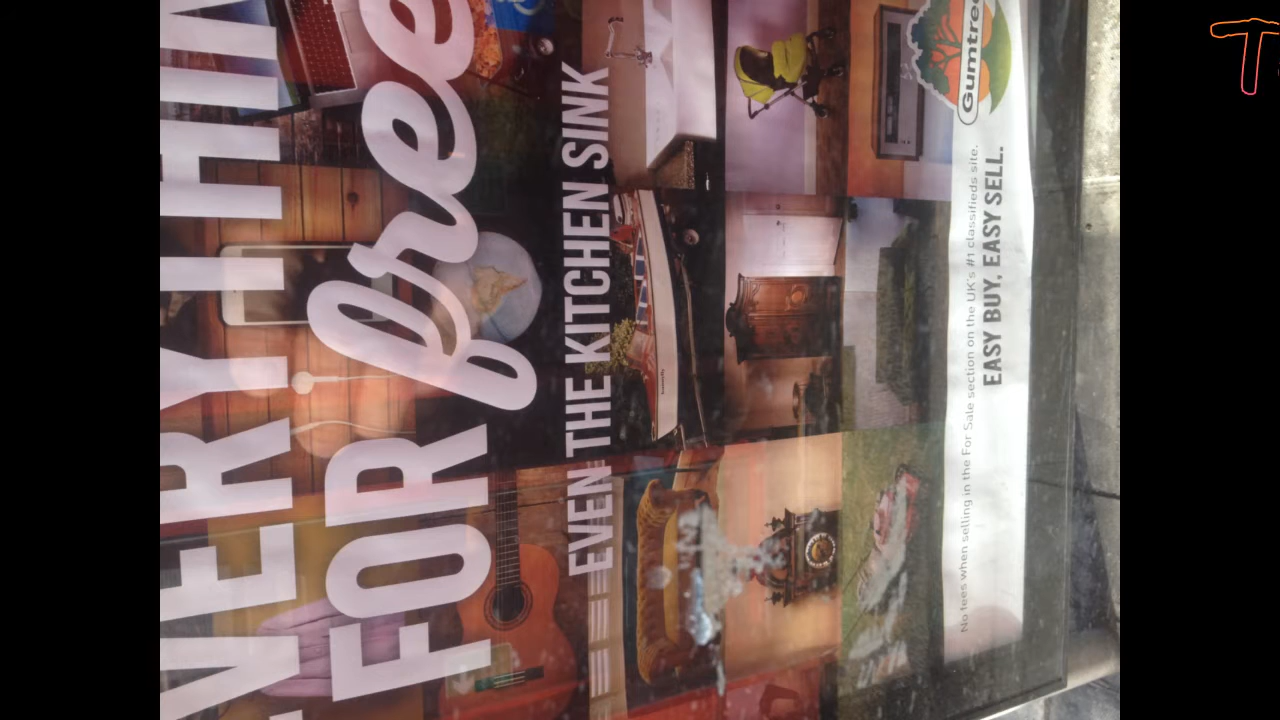 VERYTHIN
FOR free
EVEN THE KITCHEN SINK
Gumtree
No fees when selling in the For Sale section on the UK's #1 classifieds site.
EASY BUY, EASY SELL.
T